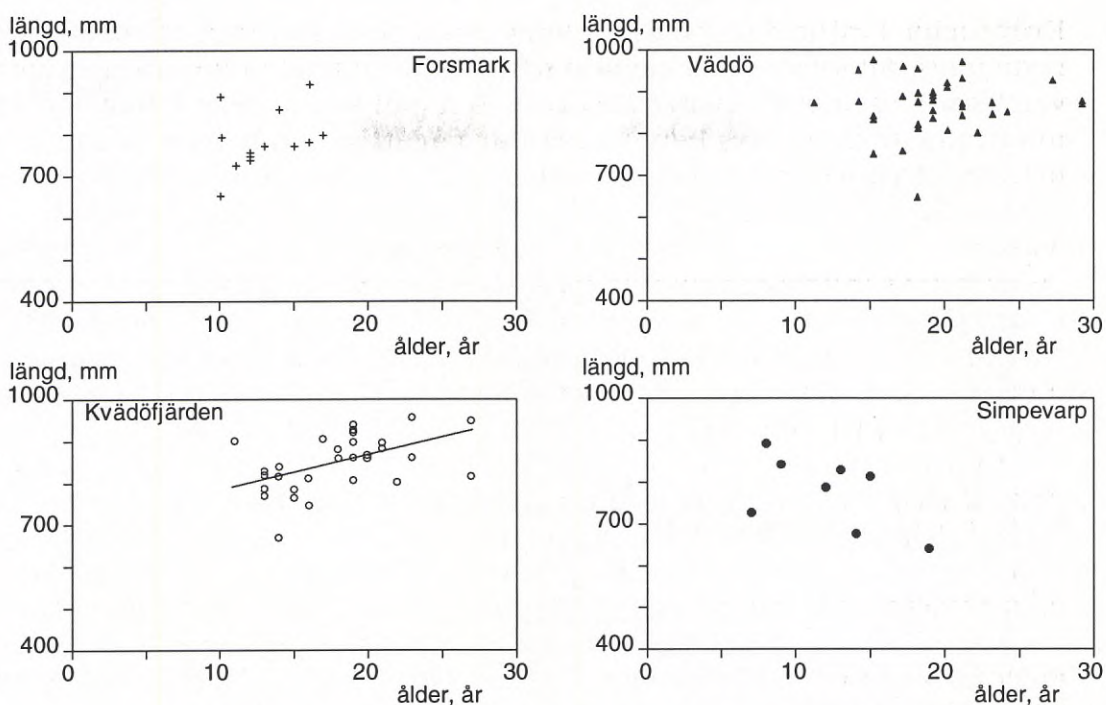 längd, mm
1000
Forsmark
700
400
0 10 20 30
ålder, år
längd, mm
1000
Väddö
700
400
0 10 20 30
ålder, år
längd, mm
1000
Kvädöfjärden
700
400
0 10 20 30
ålder, år
längd, mm
1000
Simpevarp
700
400
0 10 20 30
ålder, år